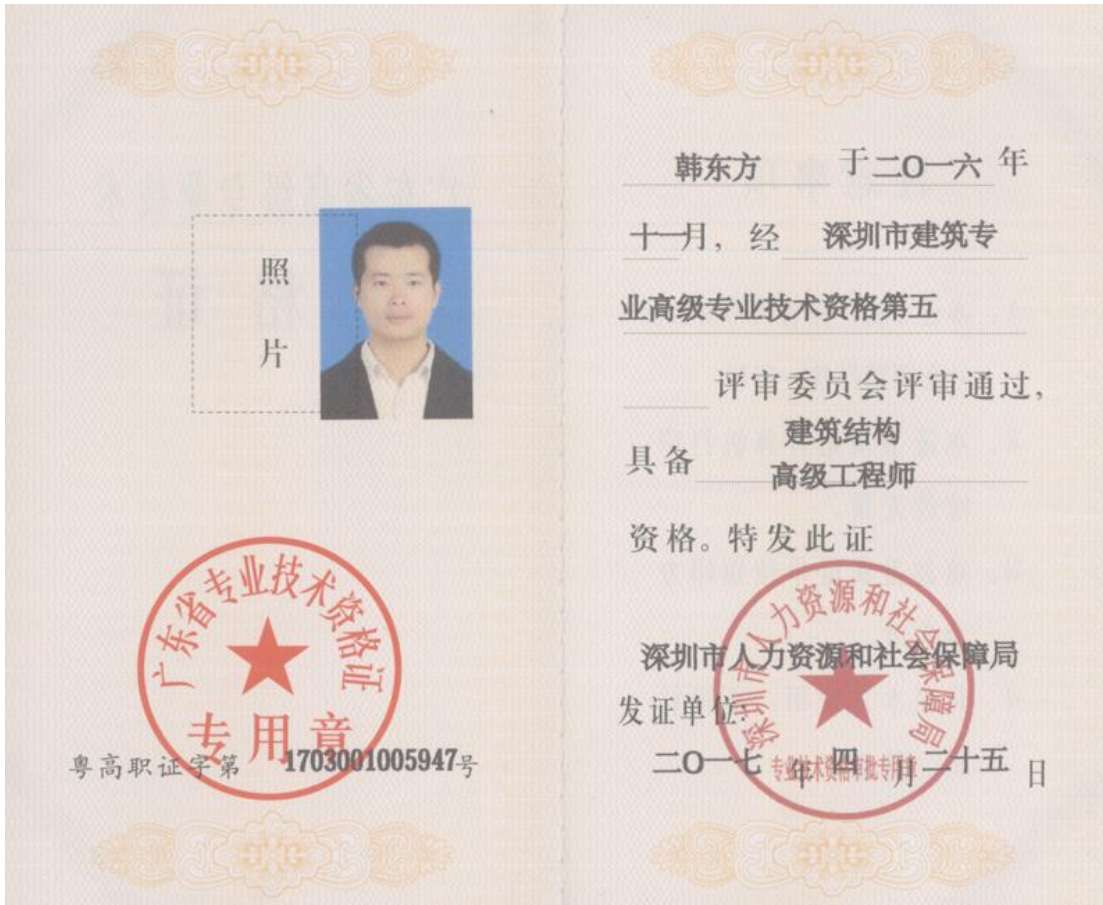 照
片
广东省专业技术资格证
专用章
粤高职证字第 1703001005947号
韩东方 于二〇一六年
十一月，经 深圳市建筑专
业高级专业技术资格第五
评审委员会评审通过，
建筑结构
具备
高级工程师
资格。特发此证
深圳市人力资源和社会保障局
深圳市人力资源和社会保障局
发证单位：
专业技术资格审批专用章
二〇一七年四月二十五日